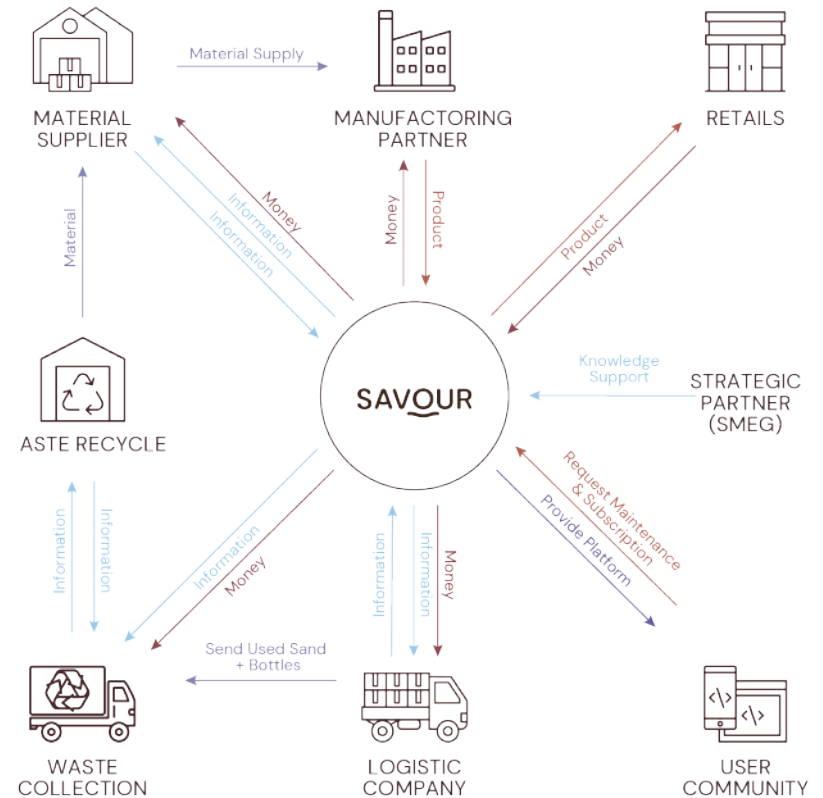 Material Supply
MATERIAL
SUPPLIER
MANUFACTORING
PARTNER
RETAILS
Money
Information
Information
Money
Product
Product
Money
Material
SAVOUR
Knowledge
Support
STRATEGIC
PARTNER
(SMEG)
ASTE RECYCLE
Information
Information
Information
Money
Information
Information
Money
Request Maintenance
& Subscription
Provide Platform
Send Used Sand
+ Bottles
</>
</>
WASTE
COLLECTION
LOGISTIC
COMPANY
USER
COMMUNITY